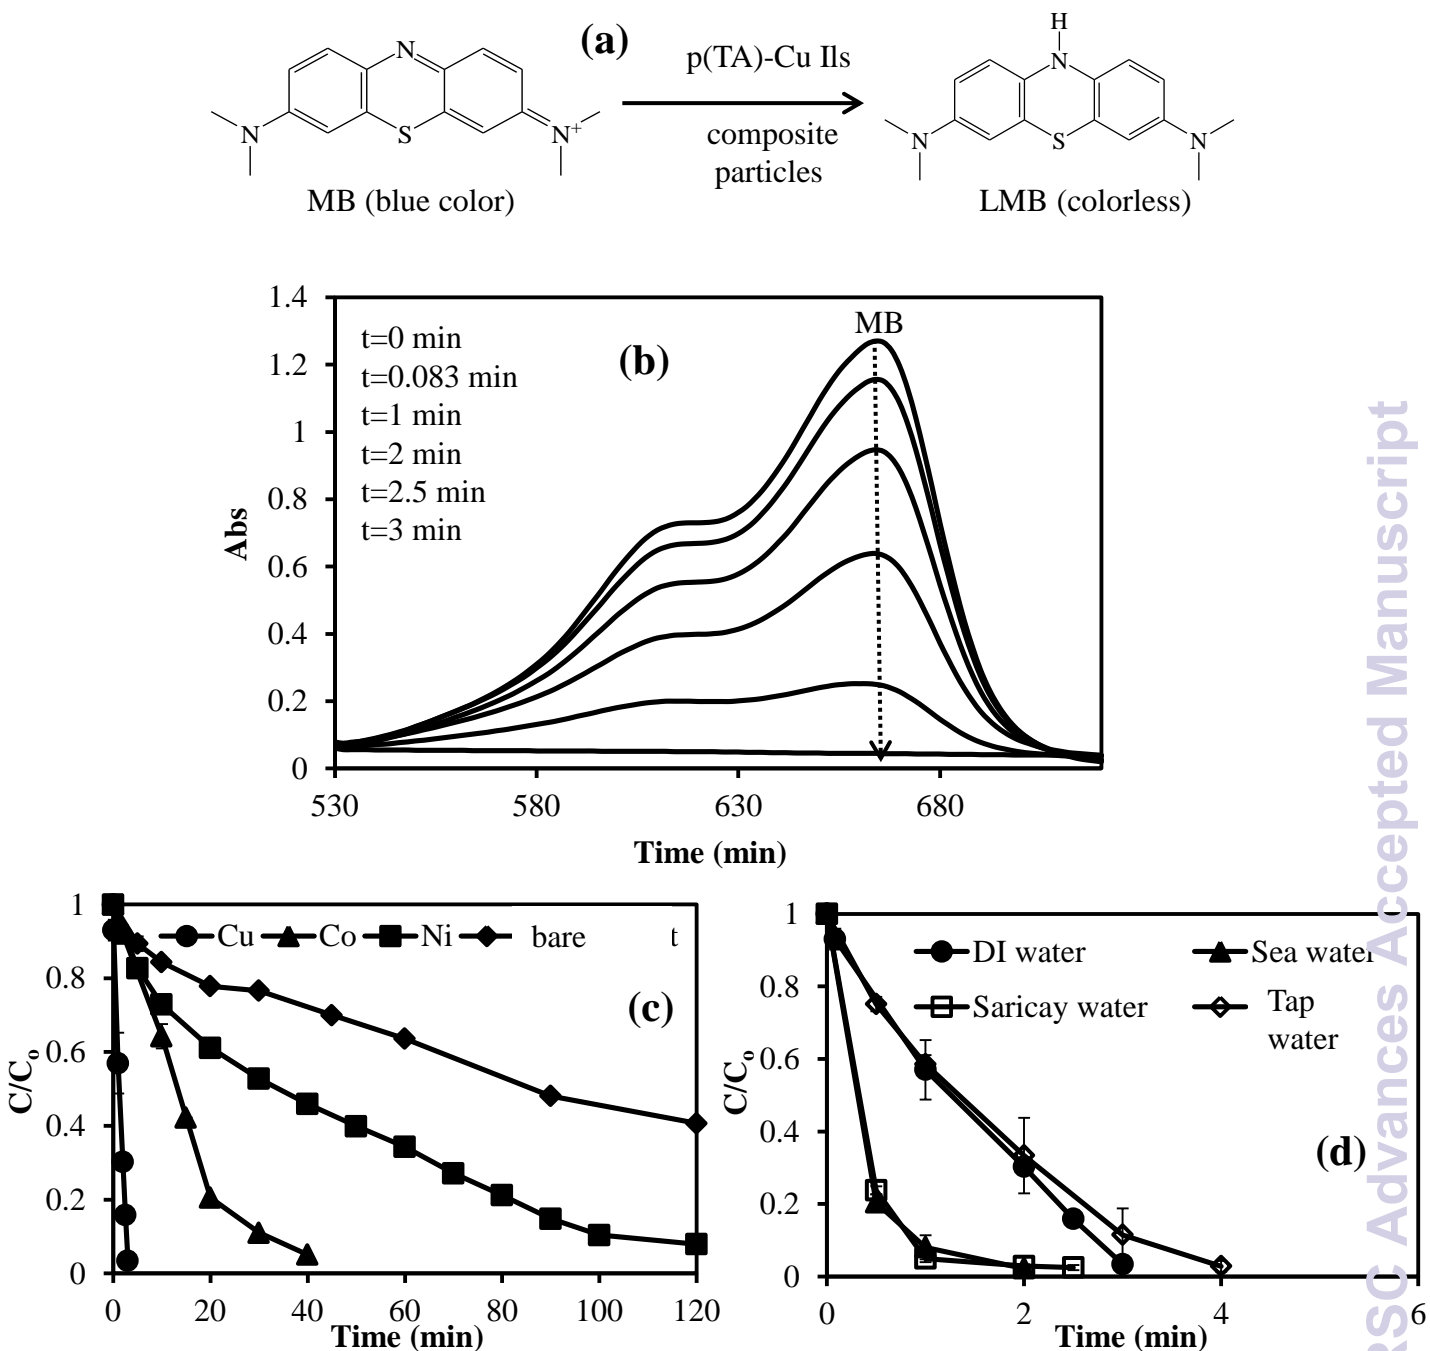 (a)
N
N
S
N+
MB (blue color)
p(TA)-Cu Ils
composite
particles
H
N
N
S
N
LMB (colorless)
1.4
1.2
1
0.8
0.6
0.4
0.2
0
Abs
t=0 min
t=0.083 min
t=1 min
t=2 min
t=2.5 min
t=3 min
(b)
MB
530 580 630 680
Time (min)
1
0.8
0.6
0.4
0.2
0
C/Co
Cu Co Ni bare t
(c)
0 20 40 60 80 100 120
Time (min)
1
0.8
0.6
0.4
0.2
0
C/Co
DI water Sea water
Saricay water Tap
water
(d)
0 2 4 6
Time (min)
RSC Advances Accepted Manuscript